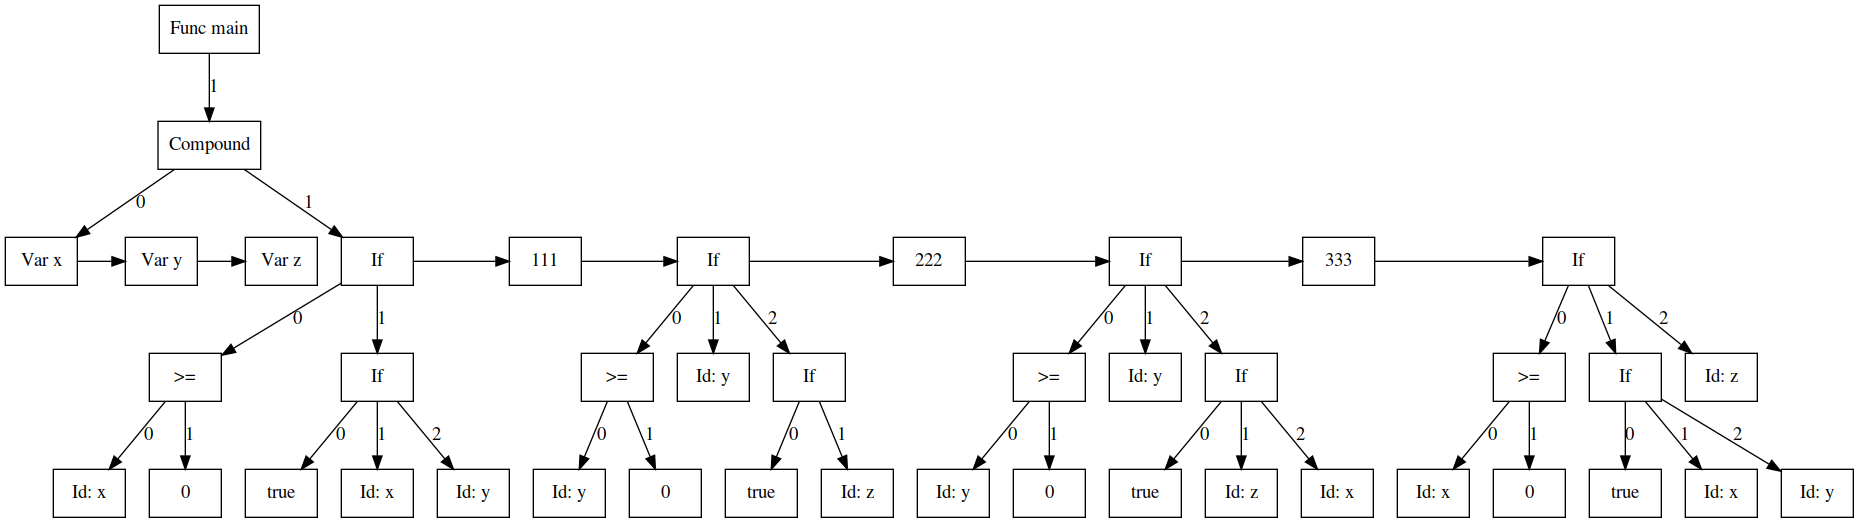 Func main
1
Compound
0
1
Var x
Var y
Var z
If
111
If
222
If
333
If
0
1
0
1
2
0
1
2
0
1
2
>=
If
>=
Id: y
If
>=
Id: y
If
>=
If
Id: z
0
1
0
1
2
0
1
0
1
0
1
0
1
2
0
1
0
1
2
Id: x
0
true
Id: x
Id: y
Id: y
0
true
Id: z
Id: y
0
true
Id: z
Id: x
Id: x
0
true
Id: x
Id: y